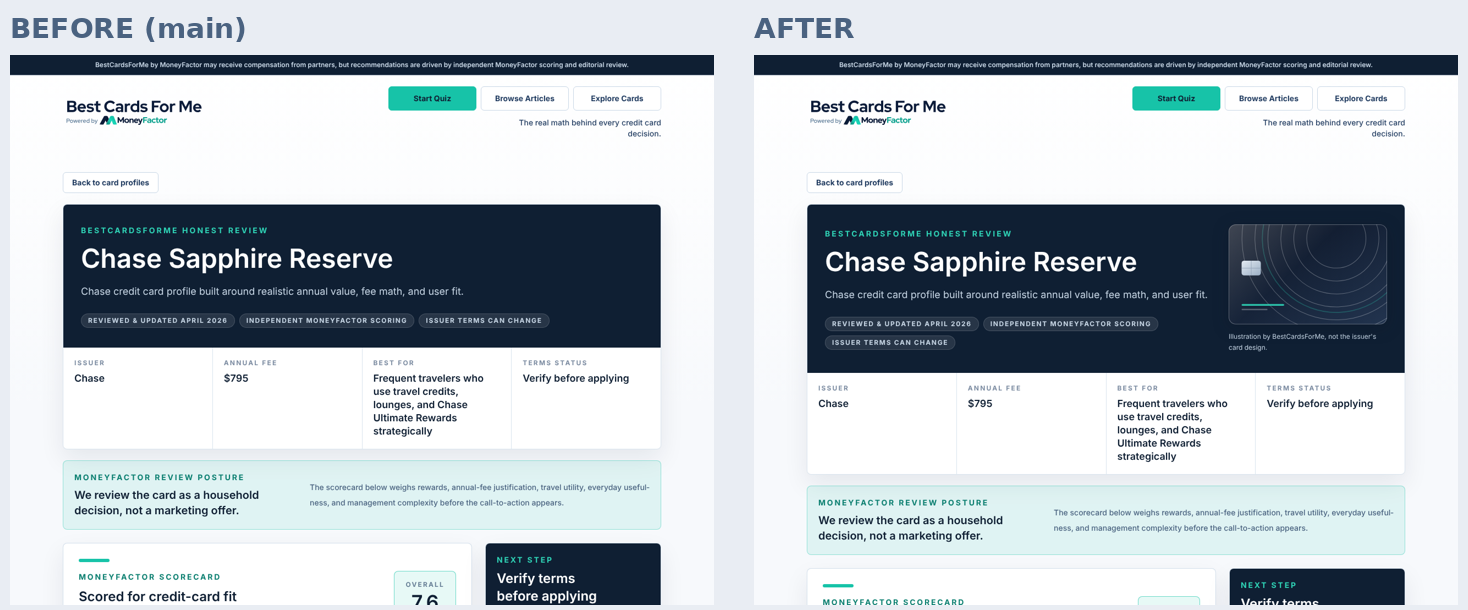 BEFORE (main)
BestCardsForMe by MoneyFactor may receive compensation from partners, but recommendations are driven by independent MoneyFactor scoring and editorial review.
Best Cards For Me
Powered by MoneyFactor
Start Quiz
Browse Articles
Explore Cards
The real math behind every credit card
decision.
Back to card profiles
BESTCARDSFORME HONEST REVIEW
Chase Sapphire Reserve
Chase credit card profile built around realistic annual value, fee math, and user fit.
REVIEWED & UPDATED APRIL 2026
INDEPENDENT MONEYFACTOR SCORING
ISSUER TERMS CAN CHANGE
ISSUER
Chase
ANNUAL FEE
$795
BEST FOR
Frequent travelers who
use travel credits,
lounges, and Chase
Ultimate Rewards
strategically
TERMS STATUS
Verify before applying
MONEYFACTOR REVIEW POSTURE
We review the card as a household
decision, not a marketing offer.
The scorecard below weighs rewards, annual-fee justification, travel utility, everyday useful-
ness, and management complexity before the call-to-action appears.
MONEYFACTOR SCORECARD
Scored for credit-card fit
OVERALL
7.6
NEXT STEP
Verify terms
before applying
AFTER
BestCardsForMe by MoneyFactor may receive compensation from partners, but recommendations are driven by independent MoneyFactor scoring and editorial review.
Best Cards For Me
Powered by MoneyFactor
Start Quiz
Browse Articles
Explore Cards
The real math behind every credit card
decision.
Back to card profiles
BESTCARDSFORME HONEST REVIEW
Chase Sapphire Reserve
Chase credit card profile built around realistic annual value, fee math, and user fit.
REVIEWED & UPDATED APRIL 2026
INDEPENDENT MONEYFACTOR SCORING
ISSUER TERMS CAN CHANGE
Illustration by BestCardsForMe, not the issuer's
card design.
ISSUER
Chase
ANNUAL FEE
$795
BEST FOR
Frequent travelers who
use travel credits,
lounges, and Chase
Ultimate Rewards
strategically
TERMS STATUS
Verify before applying
MONEYFACTOR REVIEW POSTURE
We review the card as a household
decision, not a marketing offer.
The scorecard below weighs rewards, annual-fee justification, travel utility, everyday useful-
ness, and management complexity before the call-to-action appears.
MONEYFACTOR SCORECARD
NEXT STEP
Verify terms